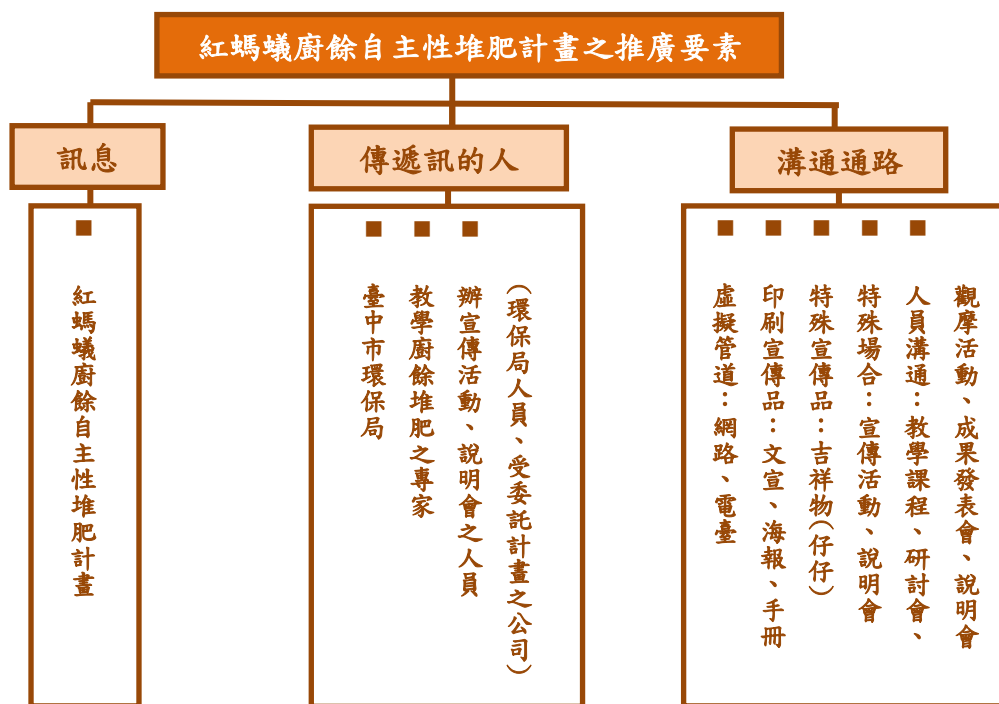 紅螞蟻廚餘自主性堆肥計畫之推廣要素
訊息
■ 紅螞蟻廚餘自主性堆肥計畫
傳遞訊的人
■ 臺中市環保局
■ 教學廚餘堆肥之專家
■ 辦宣傳活動、說明會之人員
(環保局人員、受委託計畫之公司)
溝通通路
■ 虛擬管道：網路、電臺
■ 印刷宣傳品：文宣、海報、手冊
■ 特殊宣傳品：吉祥物(仔仔)
■ 特殊場合：宣傳活動、說明會
■ 人員溝通：教學課程、研討會、
觀摩活動、成果發表會、說明會